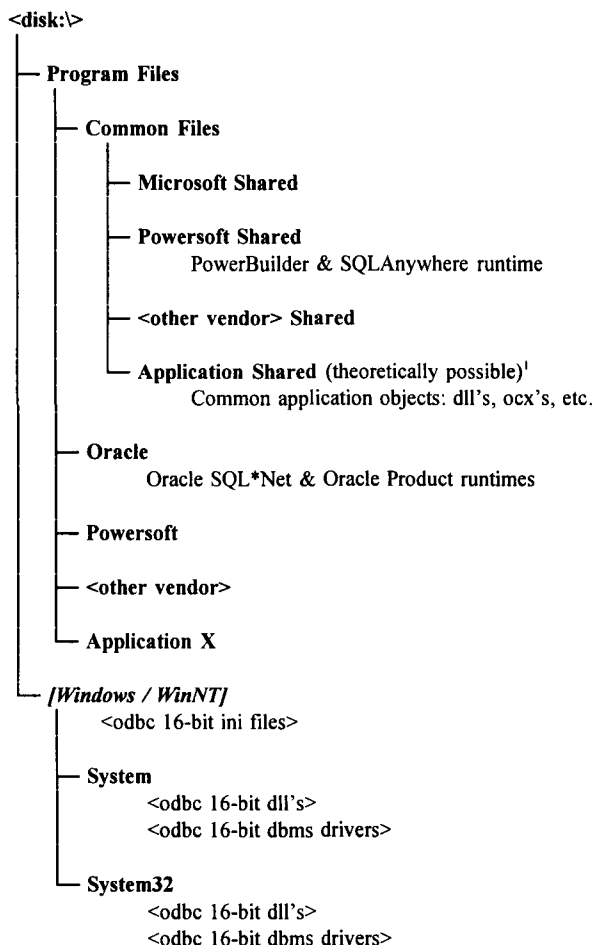 <disk:\>
Program Files
Common Files
Microsoft Shared
Powersoft Shared
PowerBuilder & SQLAnywhere runtime
<other vendor> Shared
Application Shared (theoretically possible)¹
Common application objects: dll's, ocx's, etc.
Oracle
Oracle SQL*Net & Oracle Product runtimes
Powersoft
<other vendor>
Application X
[Windows / WinNT]
<odbc 16-bit ini files>
System
<odbc 16-bit dll's>
<odbc 16-bit dbms drivers>
System32
<odbc 16-bit dll's>
<odbc 16-bit dbms drivers>